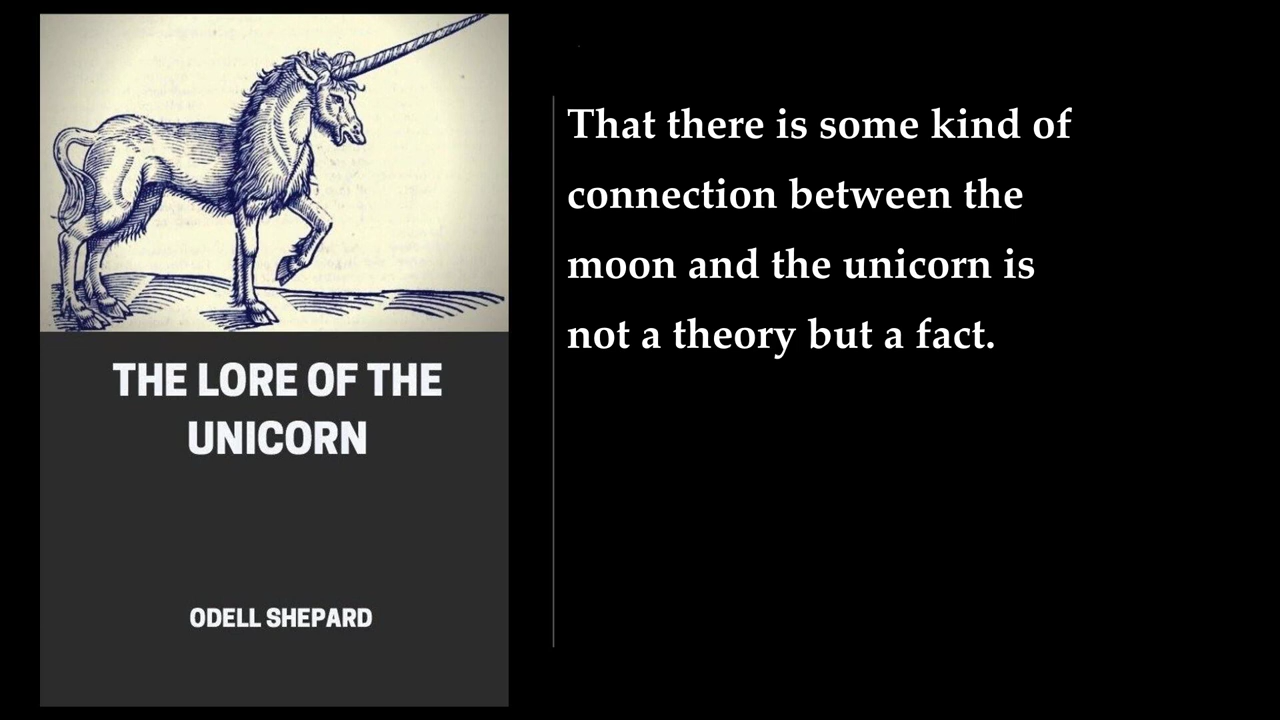 THE LORE OF THE
UNICORN
ODELL SHEPARD
That there is some kind of
connection between the
moon and the unicorn is
not a theory but a fact.